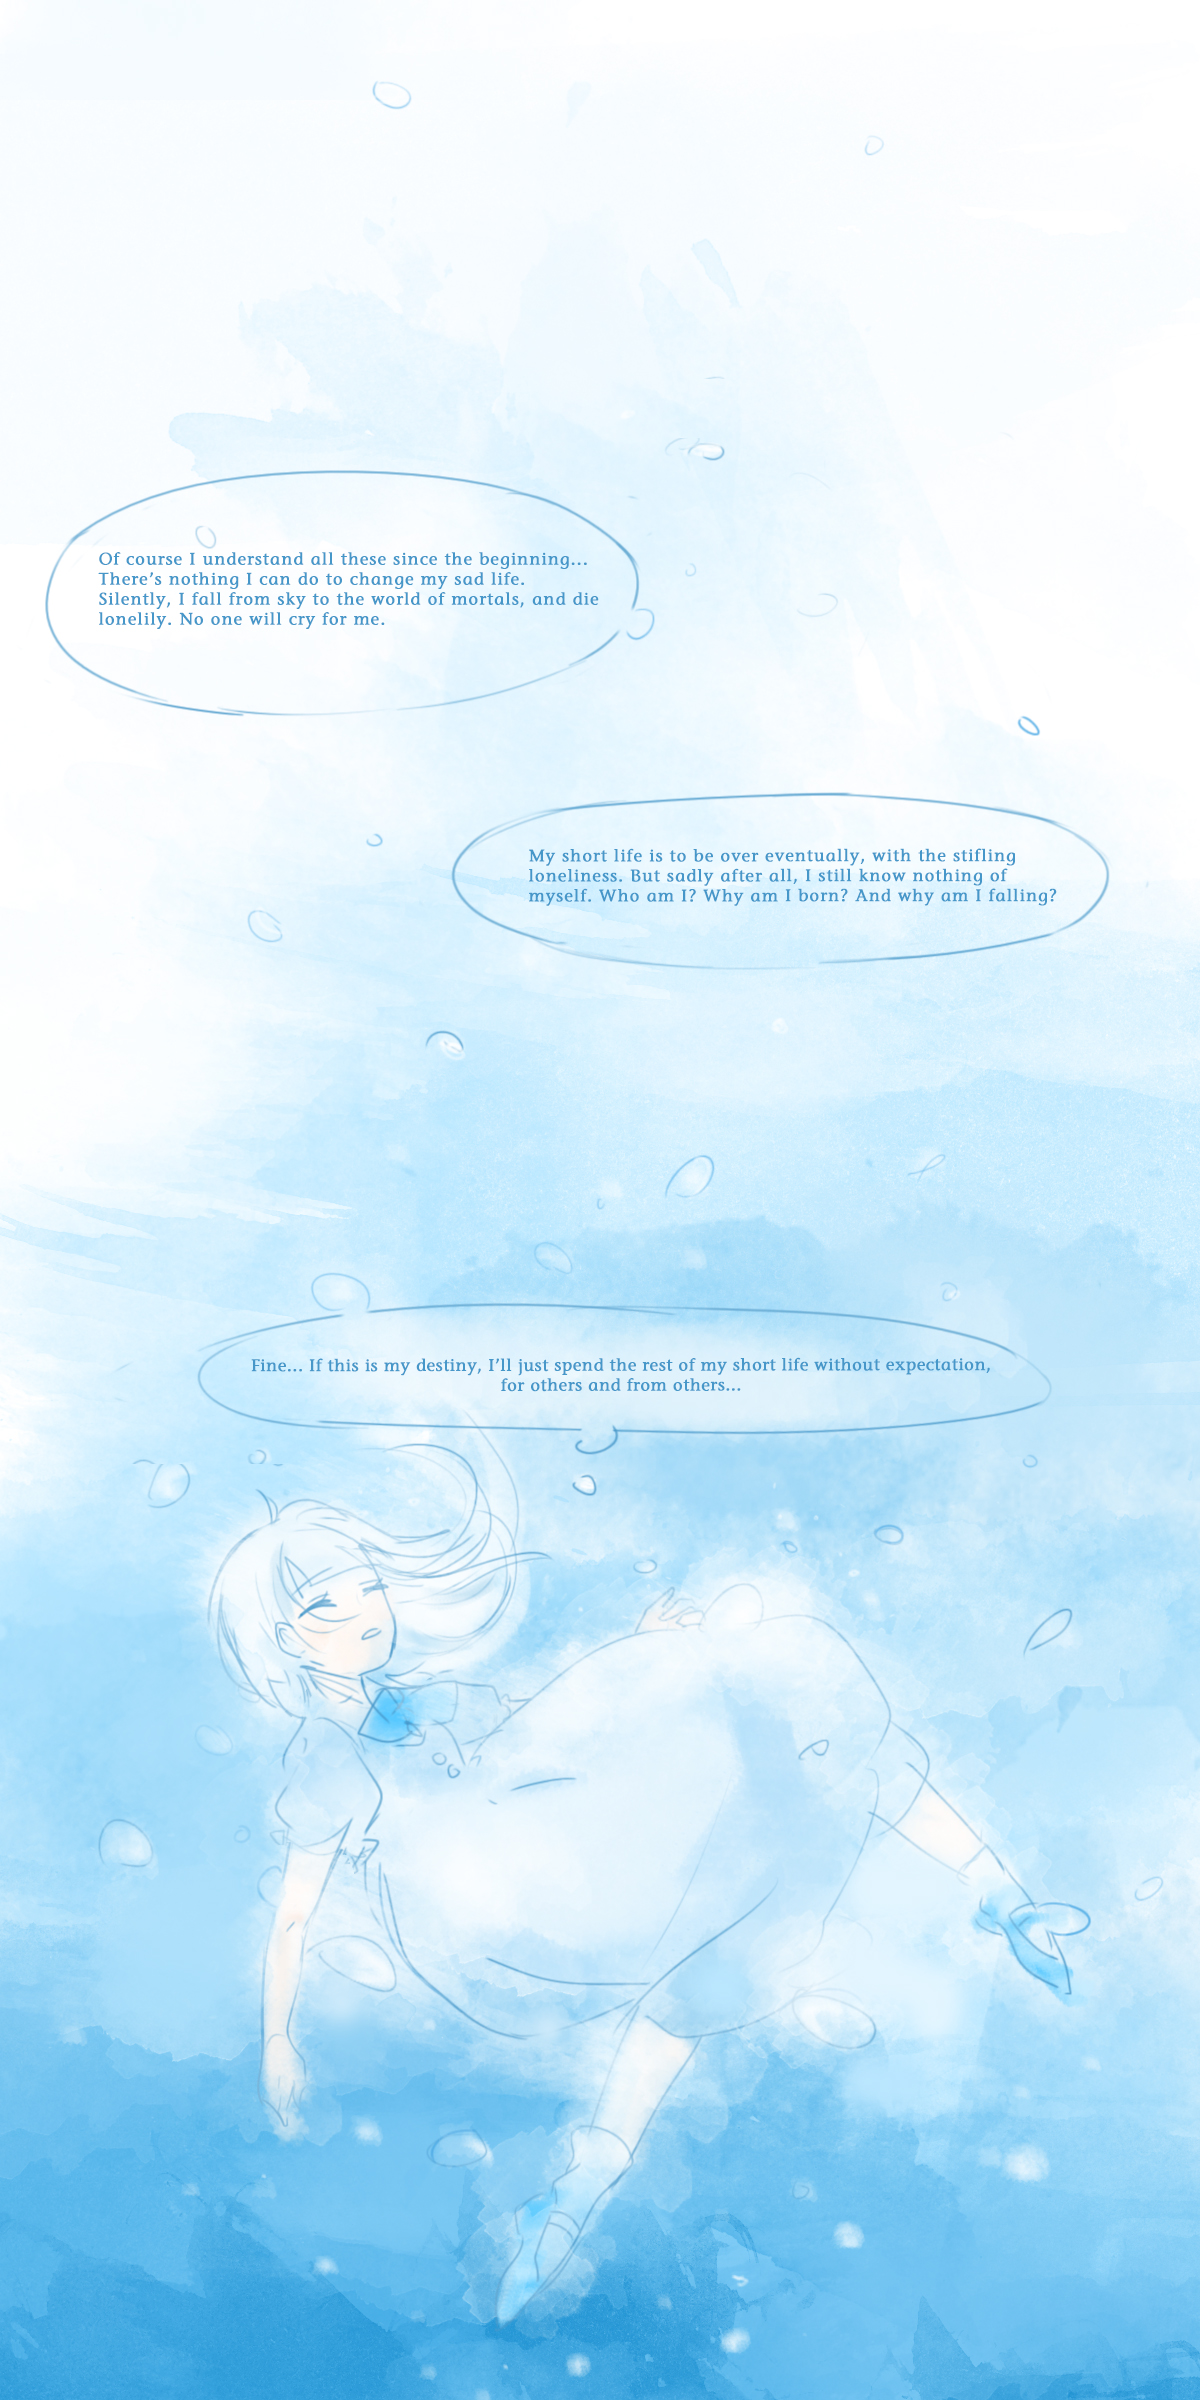 Of course I understand all these since the beginning...
There's nothing I can do to change my sad life.
Silently, I fall from sky to the world of mortals, and die
lonelily. No one will cry for me.
My short life is to be over eventually, with the stifling
loneliness. But sadly after all, I still know nothing of
myself. Who am I? Why am I born? And why am I falling?
Fine... If this is my destiny, I'll just spend the rest of my short life without expectation,
for others and from others...